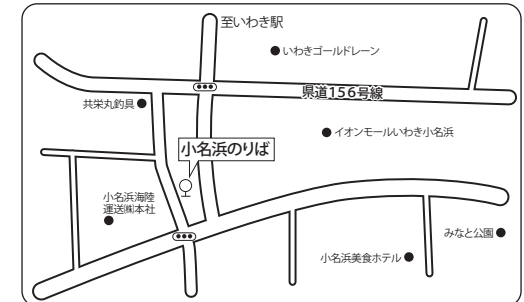 至いわき駅
いわきゴールドレーン
県道156号線
共栄丸釣具
イオンモールいわき小名浜
小名浜のりば
小名浜海陸
運送㈱本社
みなと公園
小名浜美食ホテル